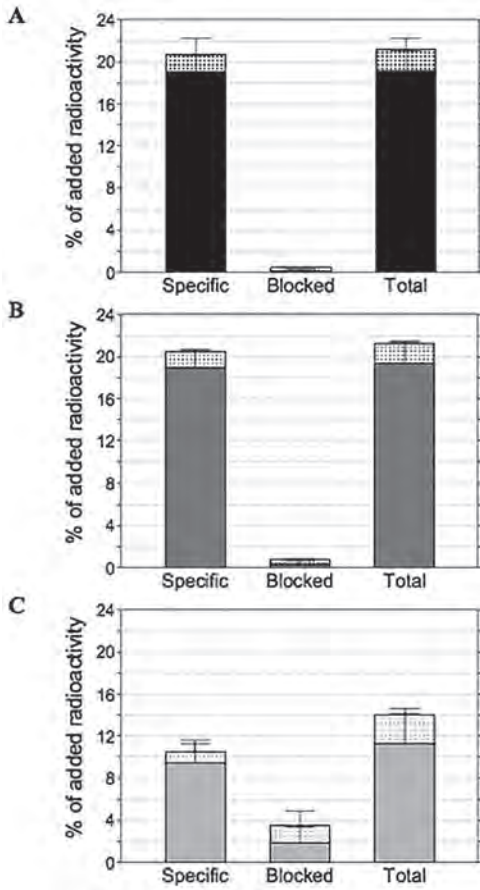 A
% of added radioactivity
24
20
16
12
8
4
0
Specific Blocked Total
B
% of added radioactivity
24
20
16
12
8
4
0
Specific Blocked Total
C
% of added radioactivity
24
20
16
12
8
4
0
Specific Blocked Total